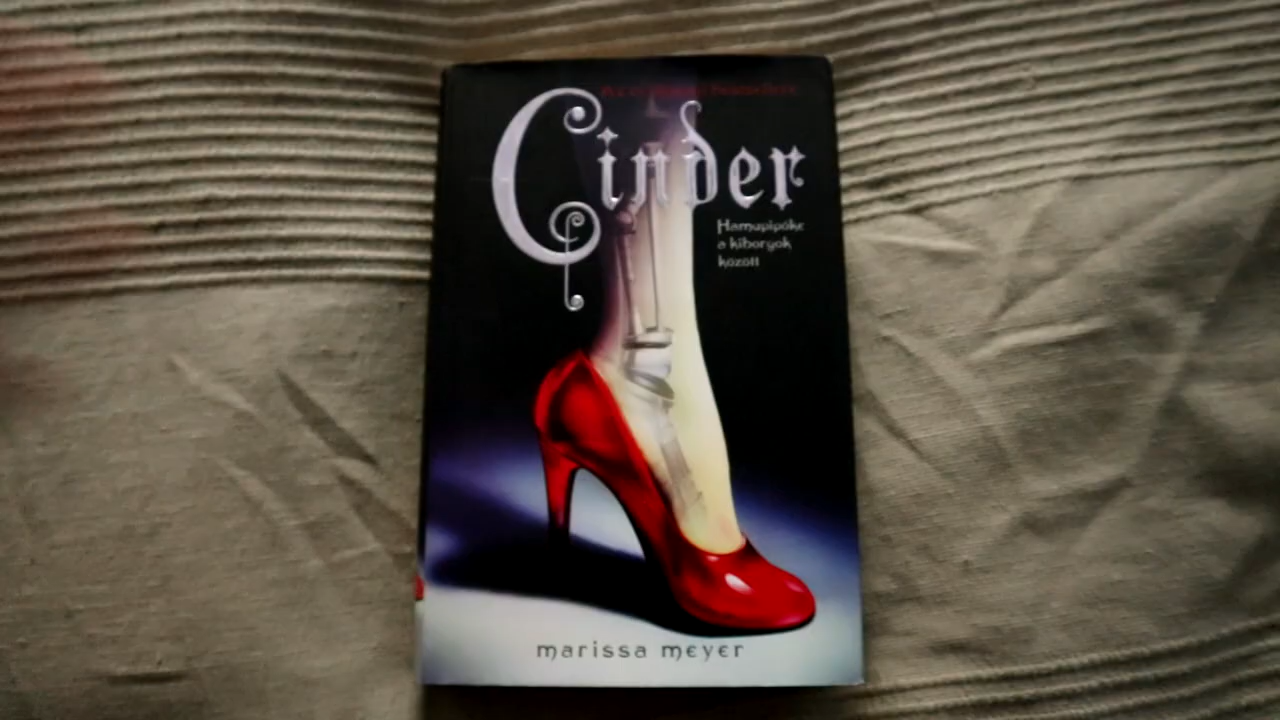 Cinder
Hamupipőke
a kiborgok
között
marissa meyer